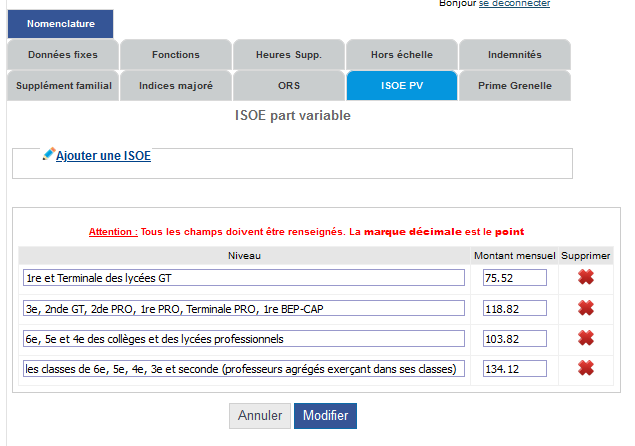 Bonjour se deconnecter
Nomenclature
Données fixes Fonctions Heures Supp. Hors échelle Indemnités
Supplément familial Indices majoré ORS ISOE PV Prime Grenelle
ISOE part variable
Ajouter une ISOE
Attention : Tous les champs doivent être renseignés. La marque décimale est le point
Niveau Montant mensuel Supprimer
1re et Terminale des lycées GT 75.52
3e, 2nde GT, 2de PRO, 1re PRO, Terminale PRO, 1re BEP-CAP 118.82
6e, 5e et 4e des collèges et des lycées professionnels 103.82
les classes de 6e, 5e, 4e, 3e et seconde (professeurs agrégés exerçant dans ses classes) 134.12
Annuler Modifier